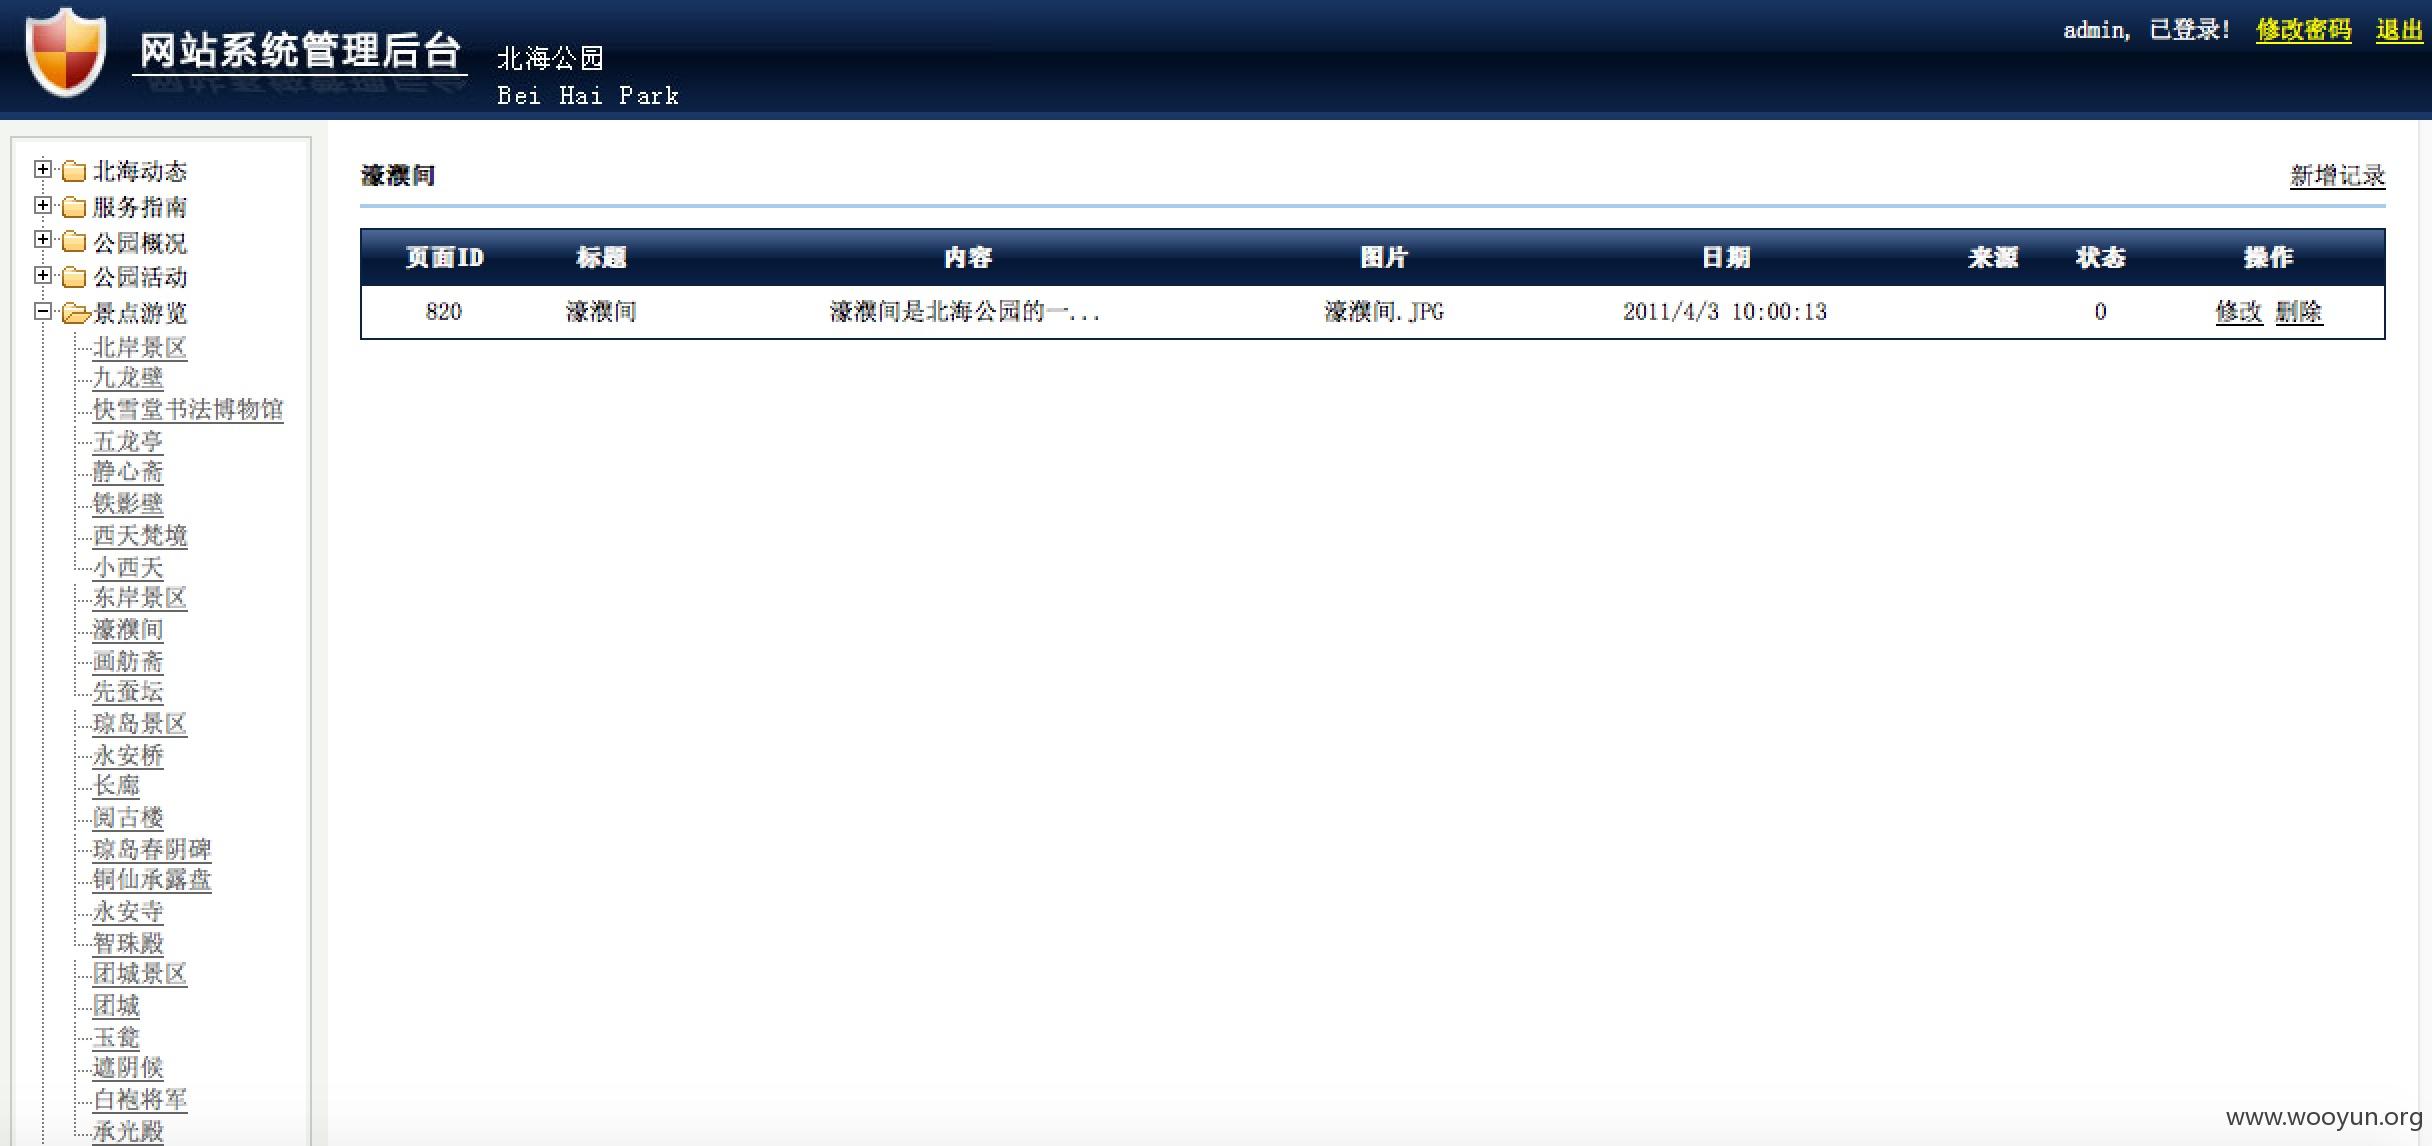 网站系统管理后台
北海公园
Bei Hai Park
admin, 已登录! 修改密码 退出
北海动态
服务指南
公园概况
公园活动
景点游览
北岸景区
九龙壁
快雪堂书法博物馆
五龙亭
静心斋
铁影壁
西天梵境
小西天
东岸景区
濠濮间
画舫斋
先蚕坛
琼岛景区
永安桥
长廊
阅古楼
琼岛春阴碑
铜仙承露盘
永安寺
智珠殿
团城景区
团城
玉瓮
遮阴候
白袍将军
承光殿
濠濮间 新增记录
页面ID 标题 内容 图片 日期 来源 状态 操作
820 濠濮间 濠濮间是北海公园的一... 濠濮间.JPG 2011/4/3 10:00:13 0 修改 删除
www.wooyun.org